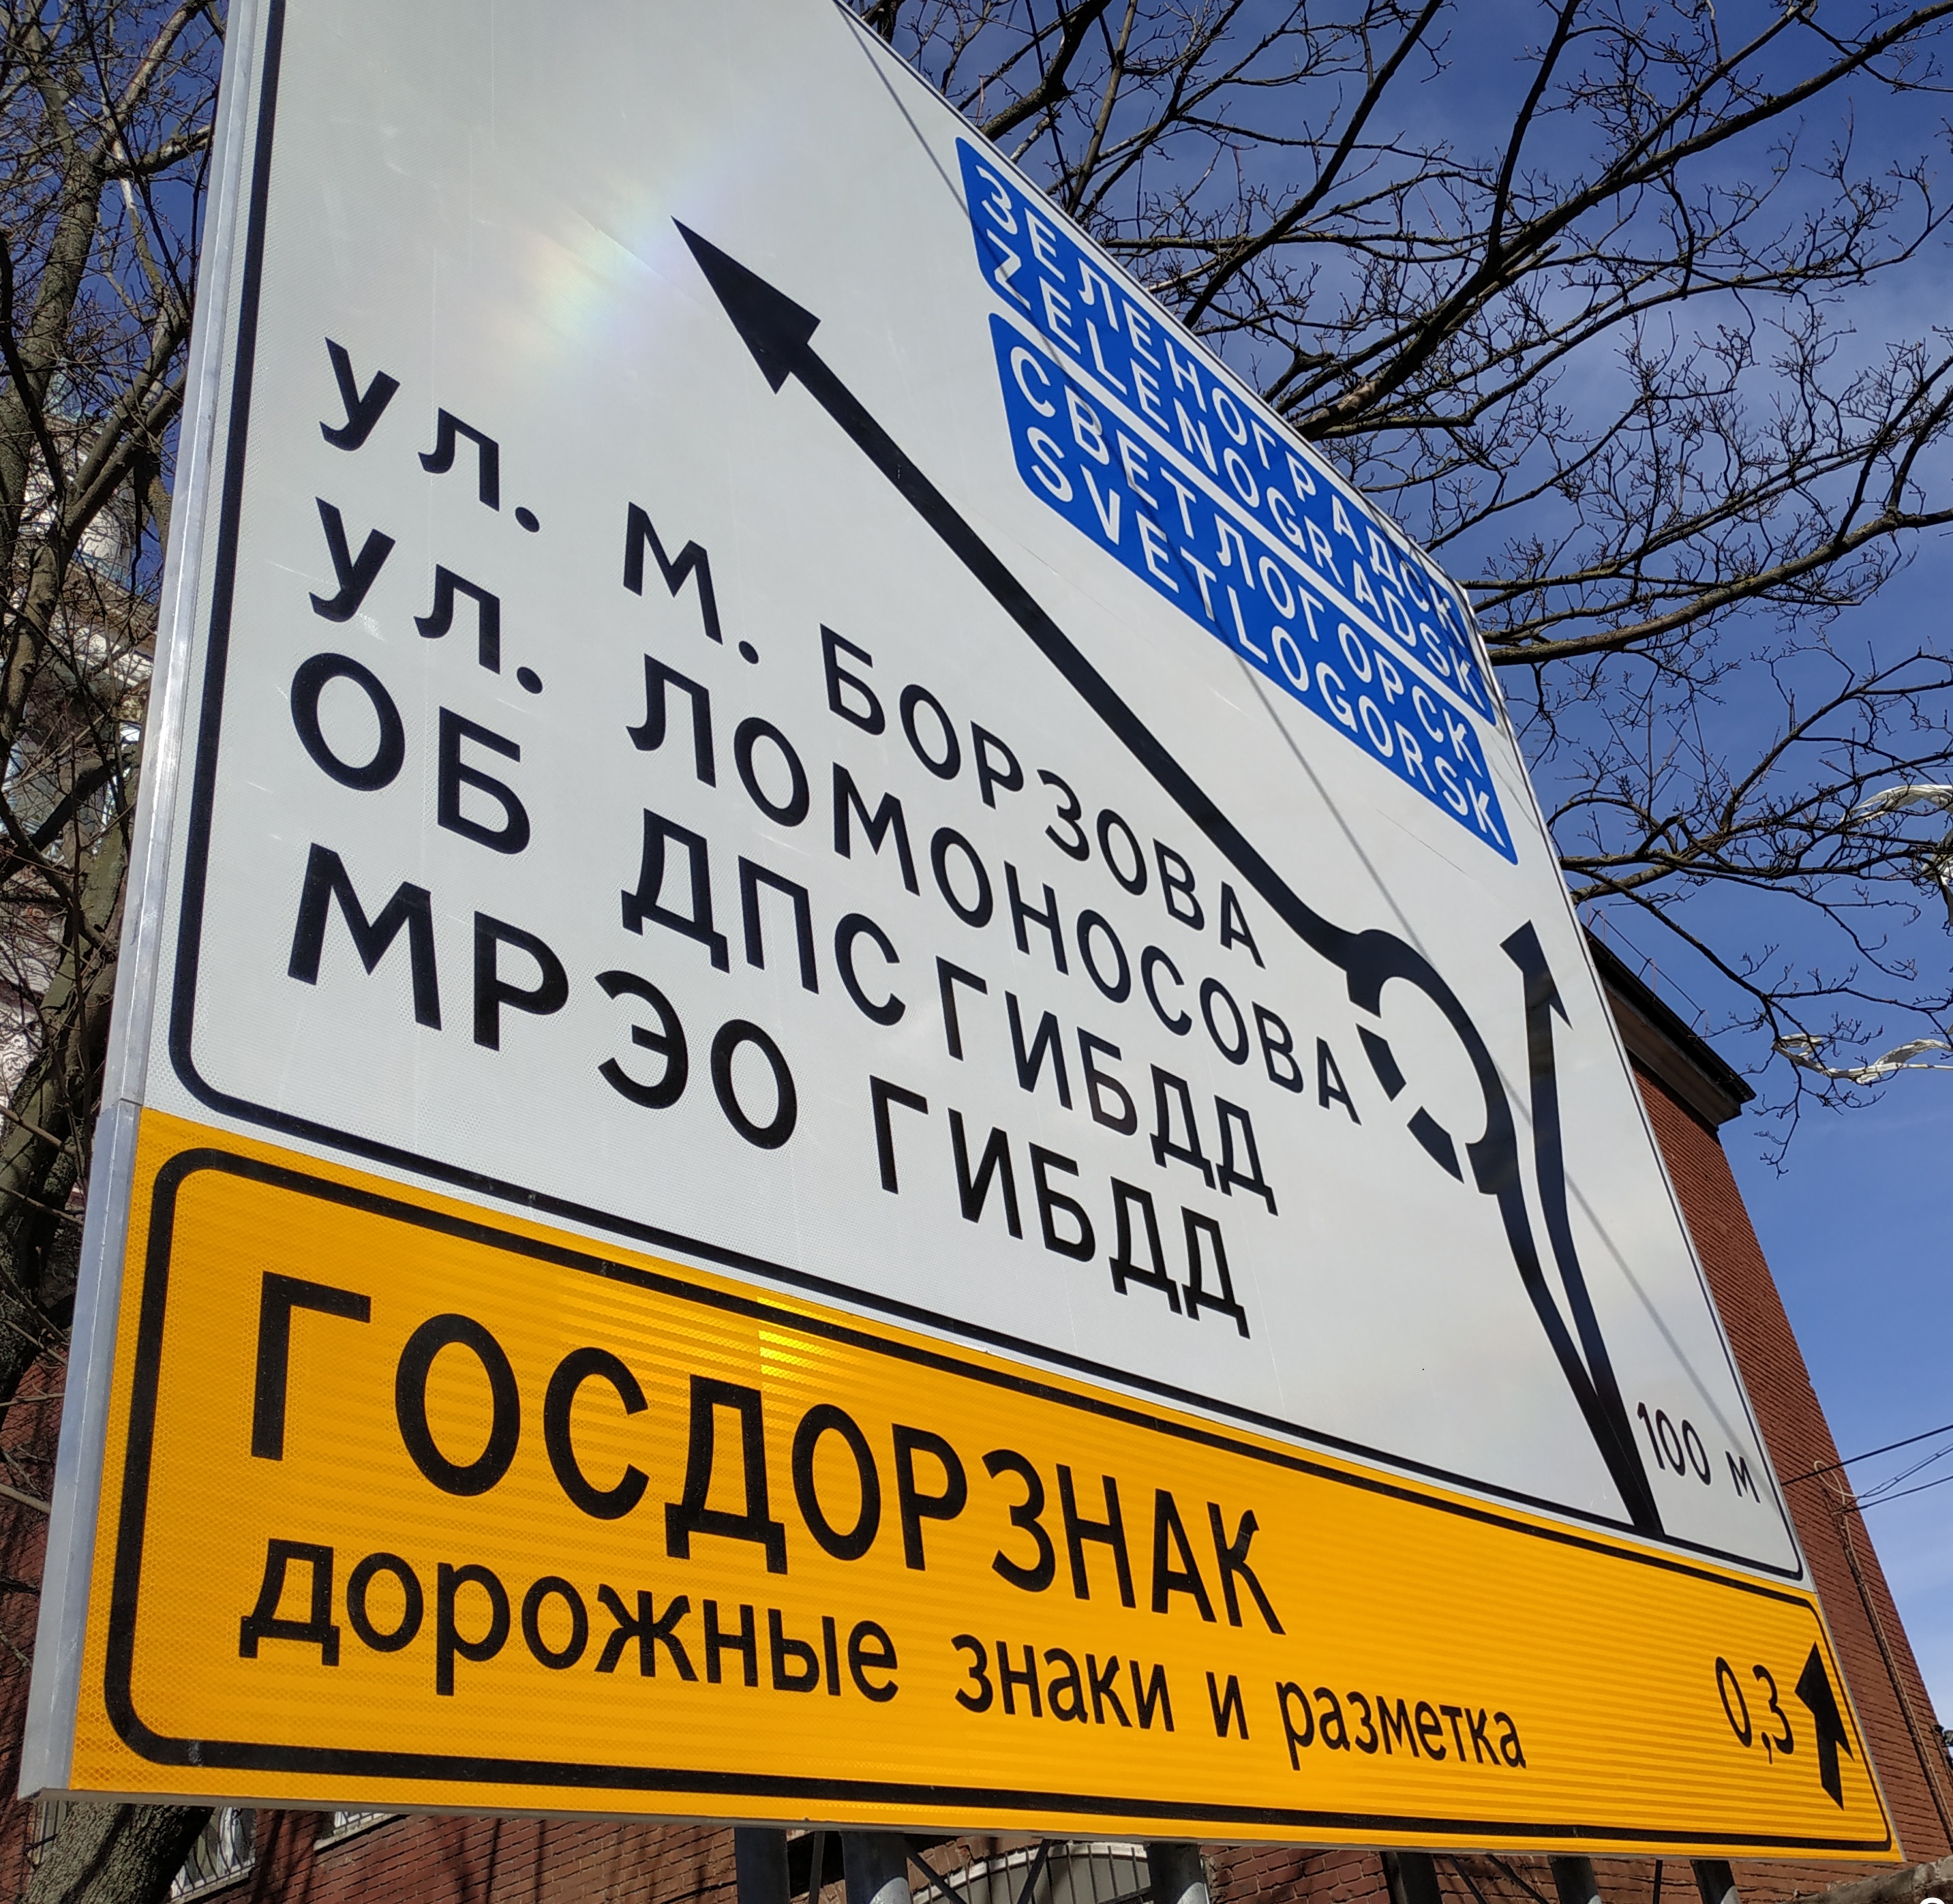 ЗЕЛЕНОГРАДСК
ZELENOGRADSK
СВЕТЛОГОРСК
SVETLOGORSK
ул. М. БОРЗОВА
ул. ЛОМОНОСОВА
ОБ ДПС ГИБДД
МРЭО ГИБДД
100 м
ГОСДОРЗНАК
дорожные знаки и разметка
0,3